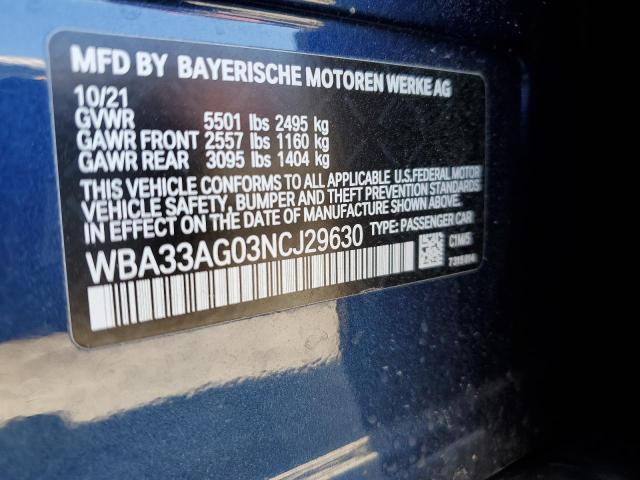 MFD BY BAYERISCHE MOTOREN WERKE AG
10/21
GVWR 5501 lbs 2495 kg
GAWR FRONT 2557 lbs 1160 kg
GAWR REAR 3095 lbs 1404 kg
THIS VEHICLE CONFORMS TO ALL APPLICABLE U.S.FEDERAL MOTOR
VEHICLE SAFETY, BUMPER AND THEFT PREVENTION STANDARDS
IN EFFECT ON THE DATE OF MANUFACTURE SHOWN ABOVE.
WBA33AG03NCJ29630 TYPE: PASSENGER CAR